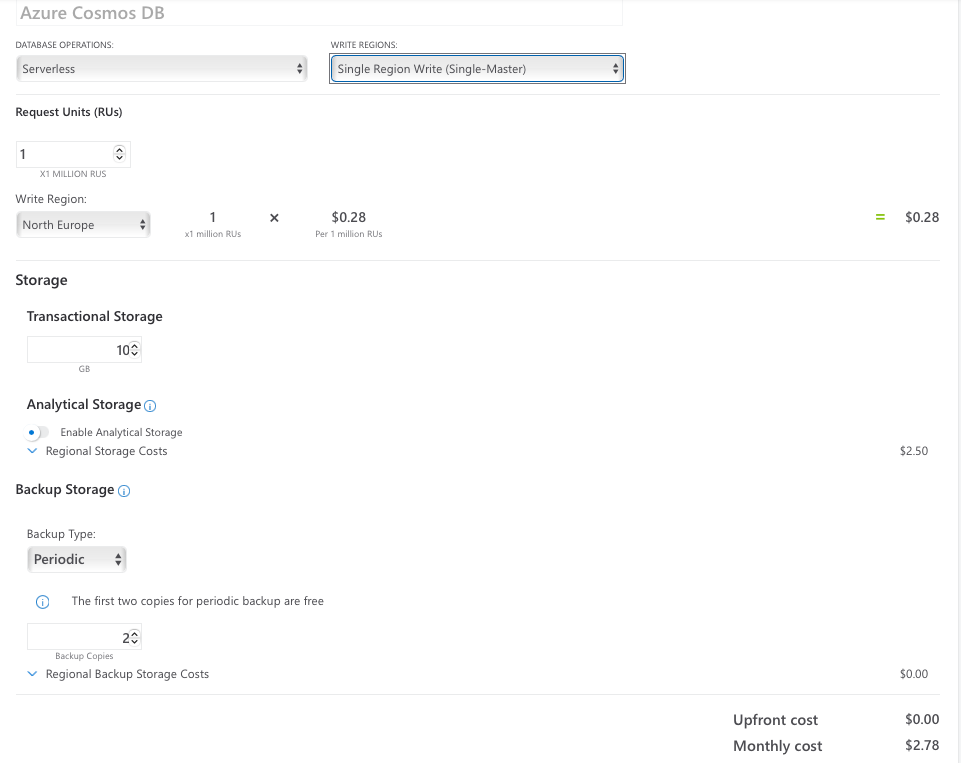 Azure Cosmos DB
DATABASE OPERATIONS: WRITE REGIONS:
Serverless Single Region Write (Single-Master)
Request Units (RUs)
1
X1 MILLION RUS
Write Region:
North Europe 1 × $0.28 = $0.28
x1 million RUs Per 1 million RUs
Storage
Transactional Storage
10
GB
Analytical Storage
Enable Analytical Storage
Regional Storage Costs $2.50
Backup Storage
Backup Type:
Periodic
The first two copies for periodic backup are free
2
Backup Copies
Regional Backup Storage Costs $0.00
Upfront cost $0.00
Monthly cost $2.78